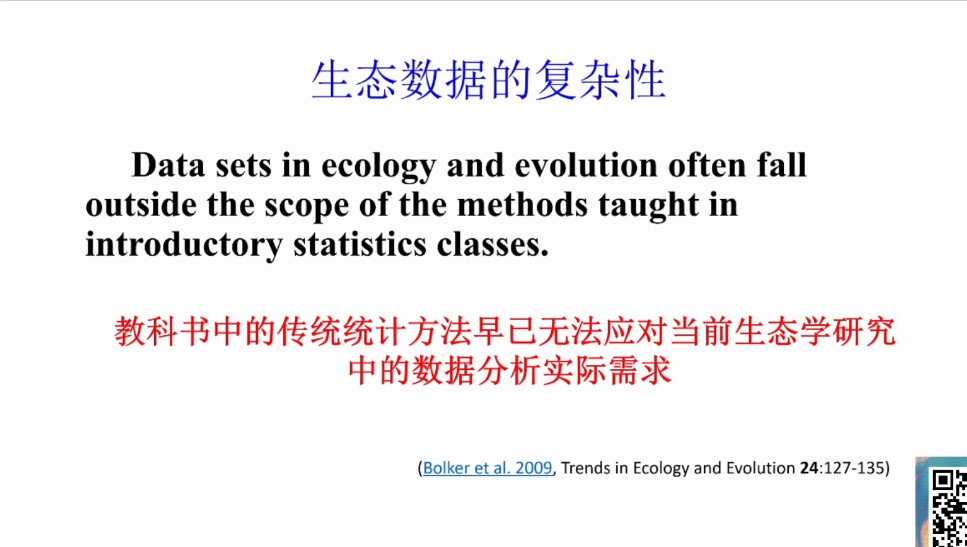 生态数据的复杂性
Data sets in ecology and evolution often fall
outside the scope of the methods taught in
introductory statistics classes.
教科书中的传统统计方法早已无法应对当前生态学研究
中的数据分析实际需求
(Bolker et al. 2009, Trends in Ecology and Evolution 24:127-135)